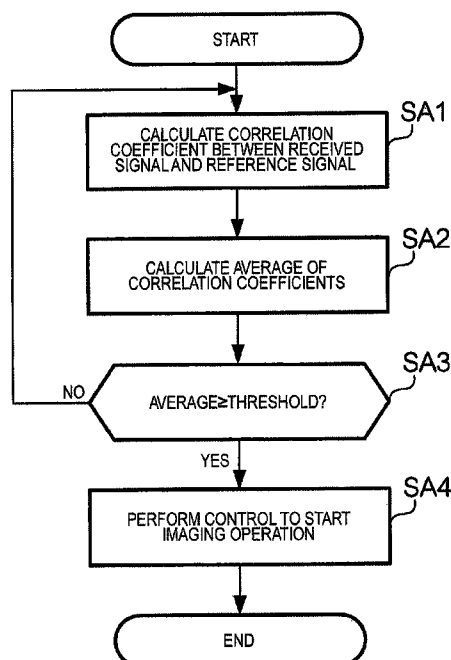 START
SA1
CALCULATE CORRELATION
COEFFICIENT BETWEEN RECEIVED
SIGNAL AND REFERENCE SIGNAL
SA2
CALCULATE AVERAGE OF
CORRELATION COEFFICIENTS
SA3
AVERAGE≥THRESHOLD?
NO
YES
SA4
PERFORM CONTROL TO START
IMAGING OPERATION
END